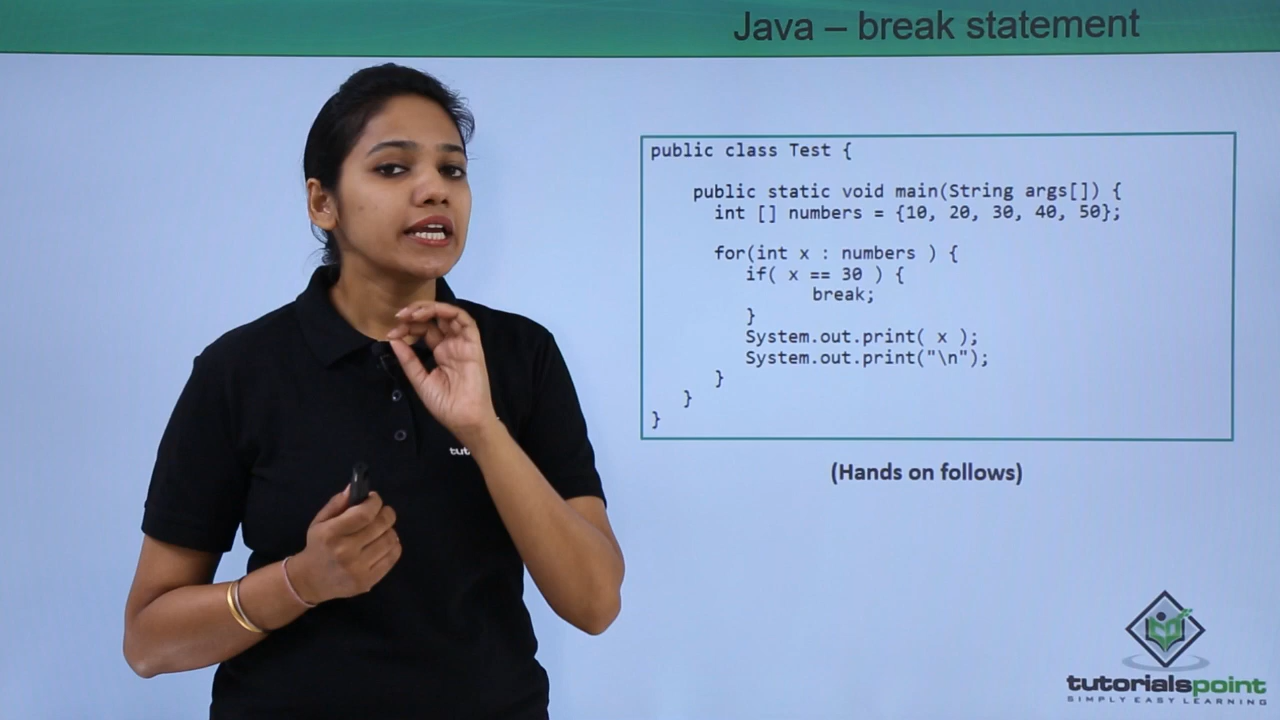 Java – break statement
public class Test {
public static void main(String args[]) {
int [] numbers = {10, 20, 30, 40, 50};
for(int x : numbers ) {
if( x == 30 ) {
break;
}
System.out.print( x );
System.out.print("\n");
}
}
}
(Hands on follows)
tut
tutorialspoint
SIMPLY EASY LEARNING